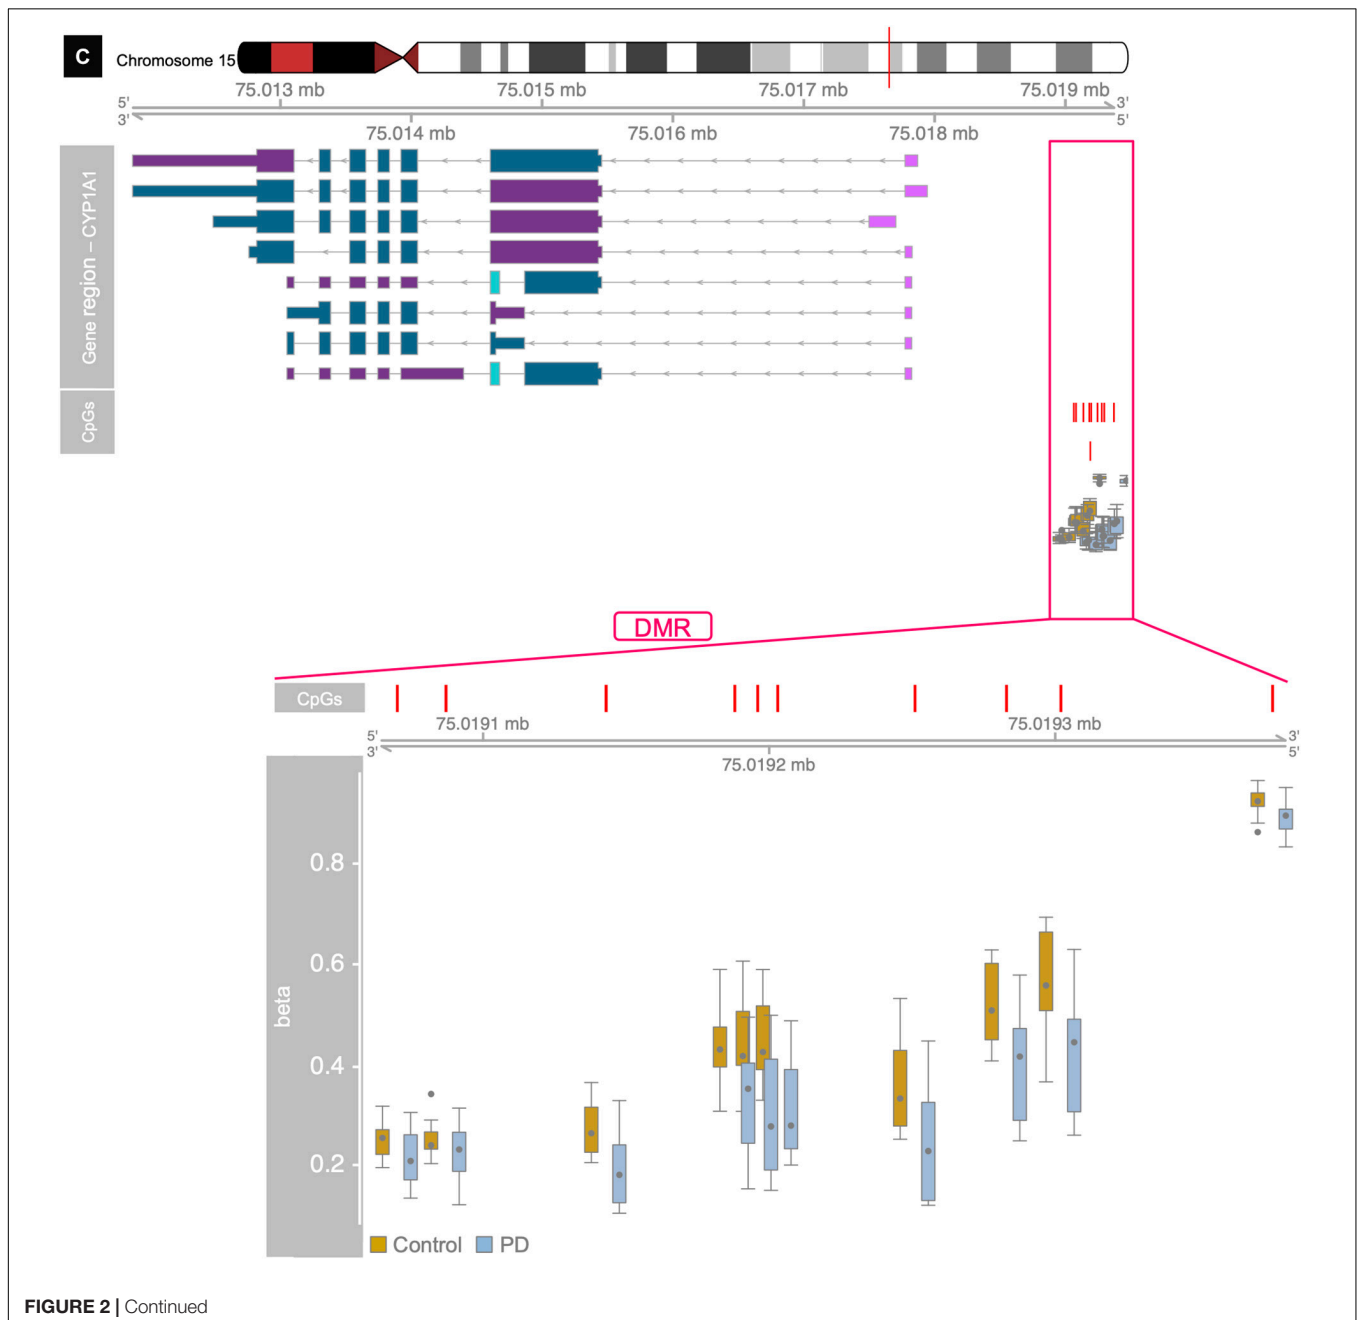 C
Chromosome 15
75.013 mb 75.015 mb 75.017 mb 75.019 mb
5' 3'
3' 5'
75.014 mb 75.016 mb 75.018 mb
Gene region – CYP1A1
CpGs
DMR
CpGs
75.0191 mb 75.0193 mb
5' 3'
3' 5'
75.0192 mb
beta
0.8
0.6
0.4
0.2
Control PD
FIGURE 2 | Continued